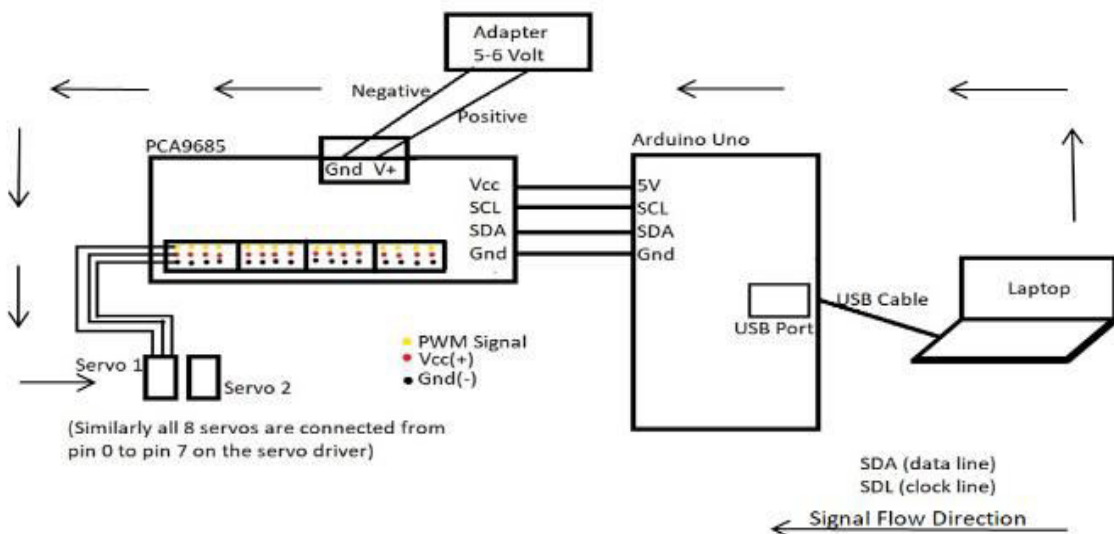 Adapter
5-6 Volt
Negative
Positive
PCA9685
Gnd V+
Vcc
SCL
SDA
Gnd
Arduino Uno
5V
SCL
SDA
Gnd
USB Port
USB Cable
Laptop
PWM Signal
Vcc(+)
Gnd(-)
Servo 1
Servo 2
(Similarly all 8 servos are connected from
pin 0 to pin 7 on the servo driver)
SDA (data line)
SDL (clock line)
Signal Flow Direction